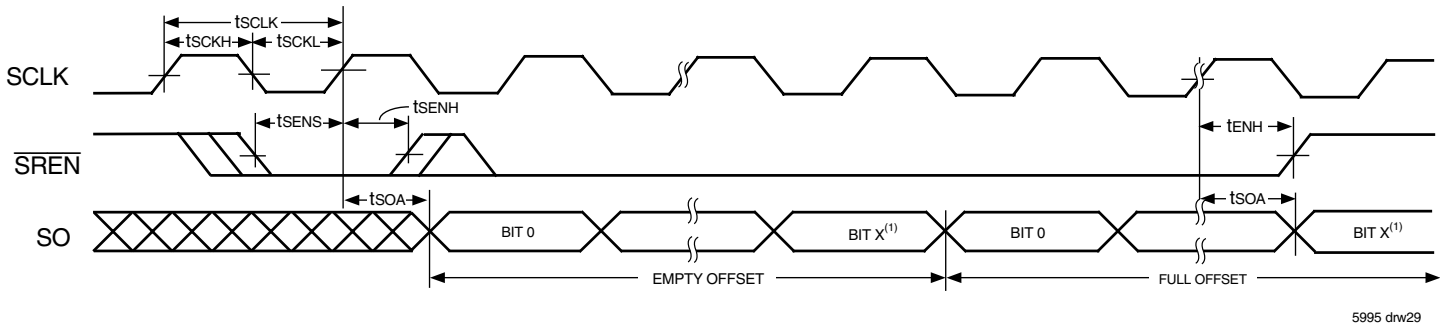 tSCLK
tSCKH
tSCKL
SCLK
tSENH
tSENS
tENH
SREN
tSOA
tSOA
SO
BIT 0
BIT X(1)
BIT 0
BIT X(1)
EMPTY OFFSET
FULL OFFSET
5995 drw29